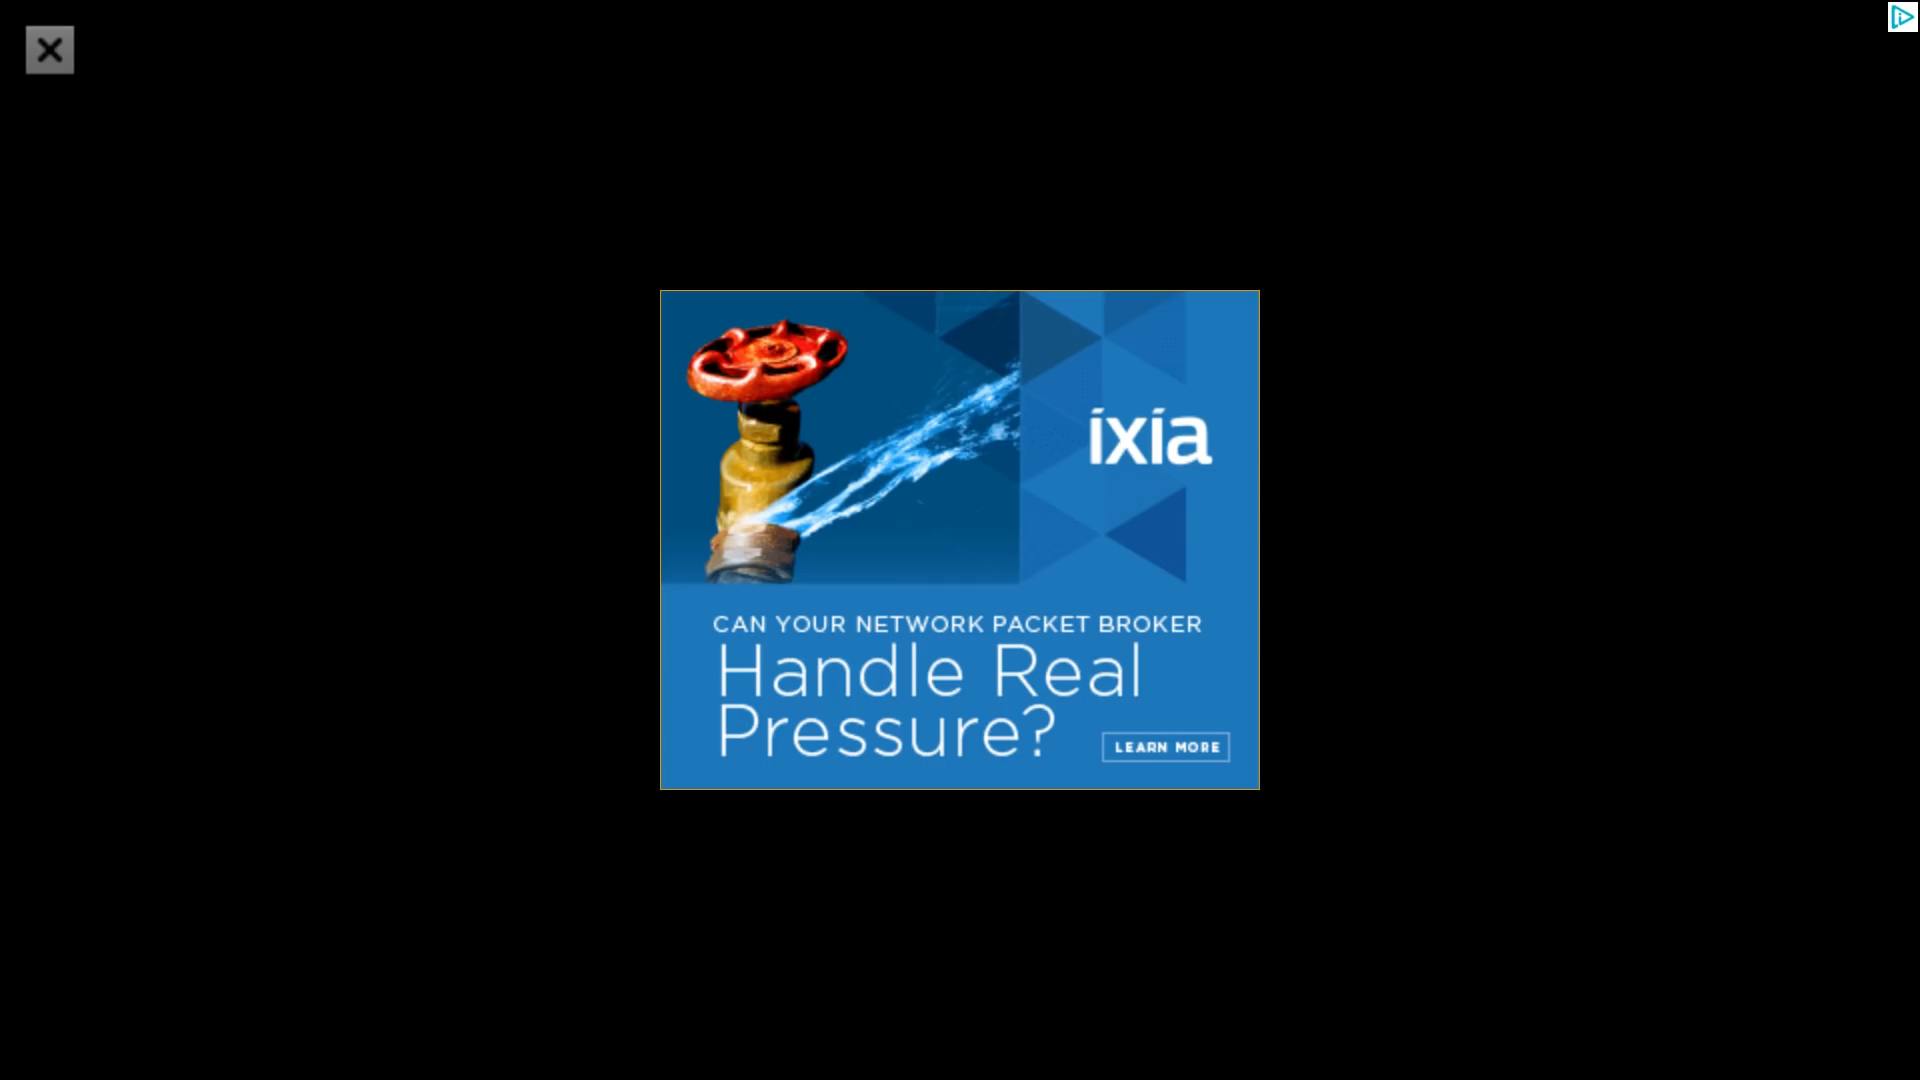 ixia
CAN YOUR NETWORK PACKET BROKER
Handle Real
Pressure?
LEARN MORE